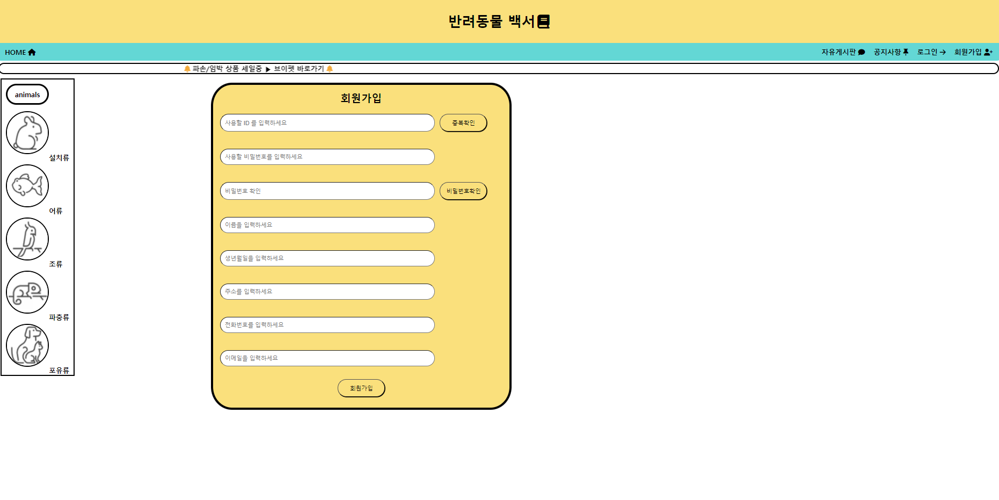 반려동물 백서
HOME
자유게시판
공지사항
로그인
회원가입
파손/임박 상품 세일중 ▶ 브이펫 바로가기
animals
설치류
어류
조류
파충류
포유류
회원가입
사용할 ID 를 입력하세요
중복확인
사용할 비밀번호를 입력하세요
비밀번호 확인
비밀번호확인
이름을 입력하세요
생년월일을 입력하세요
주소를 입력하세요
전화번호를 입력하세요
이메일을 입력하세요
회원가입